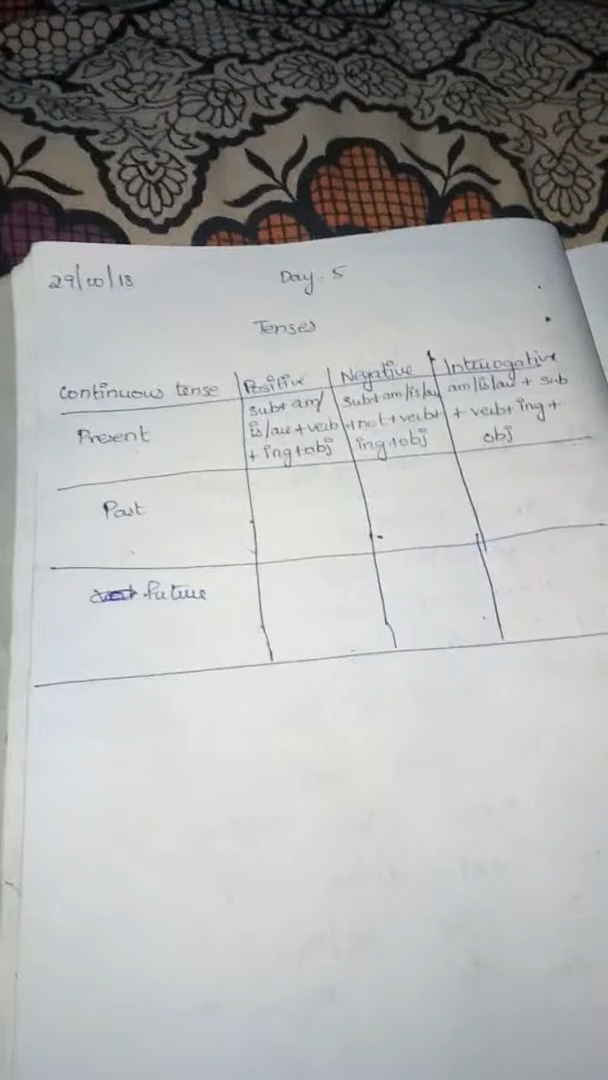 29/10/18
Day. 5
Tenses
Continuous tense | Positive | Negative | Interrogative
Present
sub+ am/
is/are + verb
+ ing+obj
sub+am/is/are
+not+verb+
ing+obj
am/is/are + sub
+ verb+ ing +
obj
Past
Future